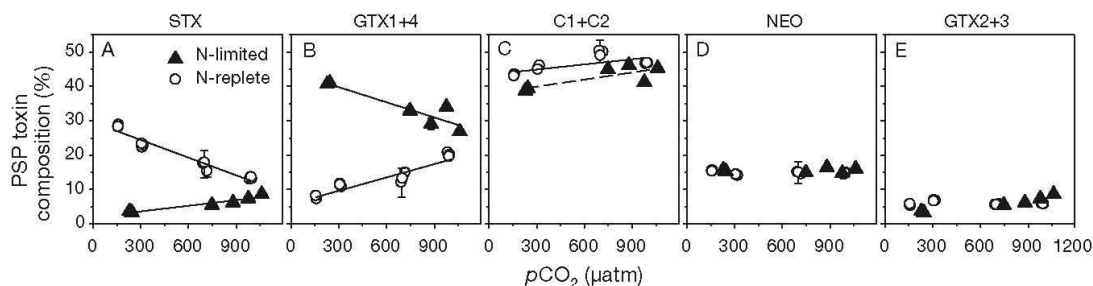 STX GTX1+4 C1+C2 NEO GTX2+3
A B C D E
N-limited
N-replete
PSP toxin
composition (%)
50
40
30
20
10
0
0 300 600 900 0 300 600 900 0 300 600 900 0 300 600 900 0 300 600 900 1200
pCO2 (µatm)